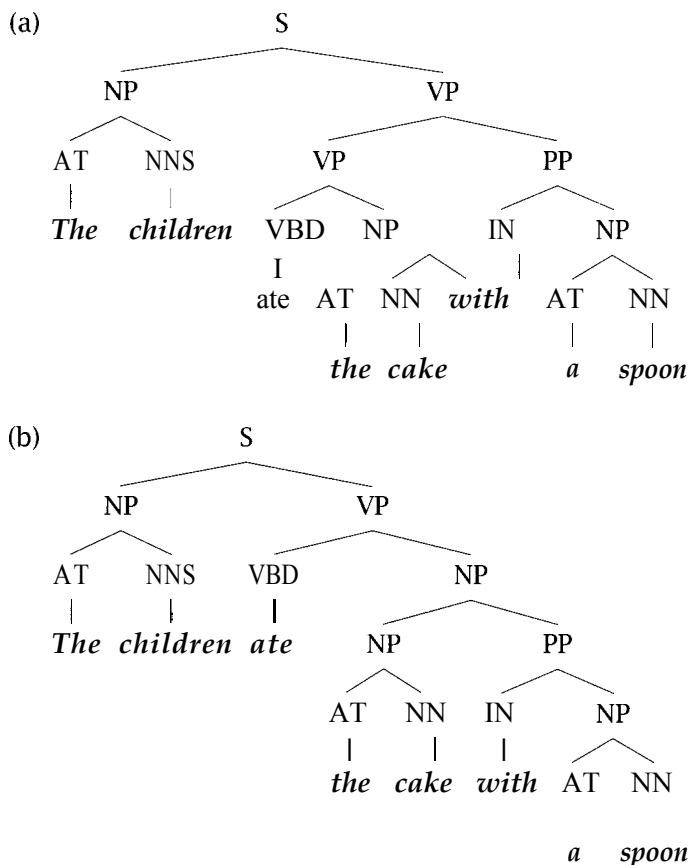 (a) S
NP VP
AT NNS VP PP
The children VBD NP IN NP
I
ate AT NN with AT NN
the cake a spoon
(b) S
NP VP
AT NNS VBD NP
The children ate NP PP
AT NN IN NP
the cake with AT NN
a spoon